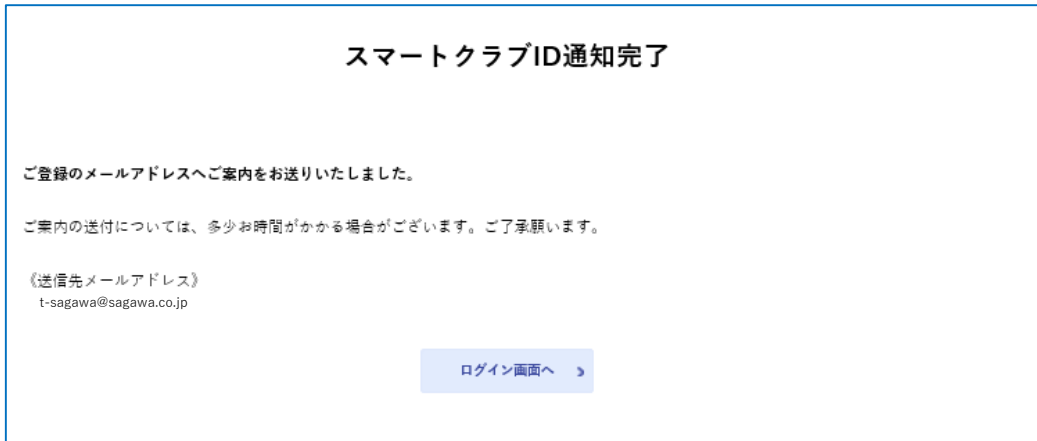 スマートクラブID通知完了
ご登録のメールアドレスへご案内をお送りいたしました。
ご案内の送付については、多少お時間がかかる場合がございます。ご了承願います。
《送信先メールアドレス》
t-sagawa@sagawa.co.jp
ログイン画面へ